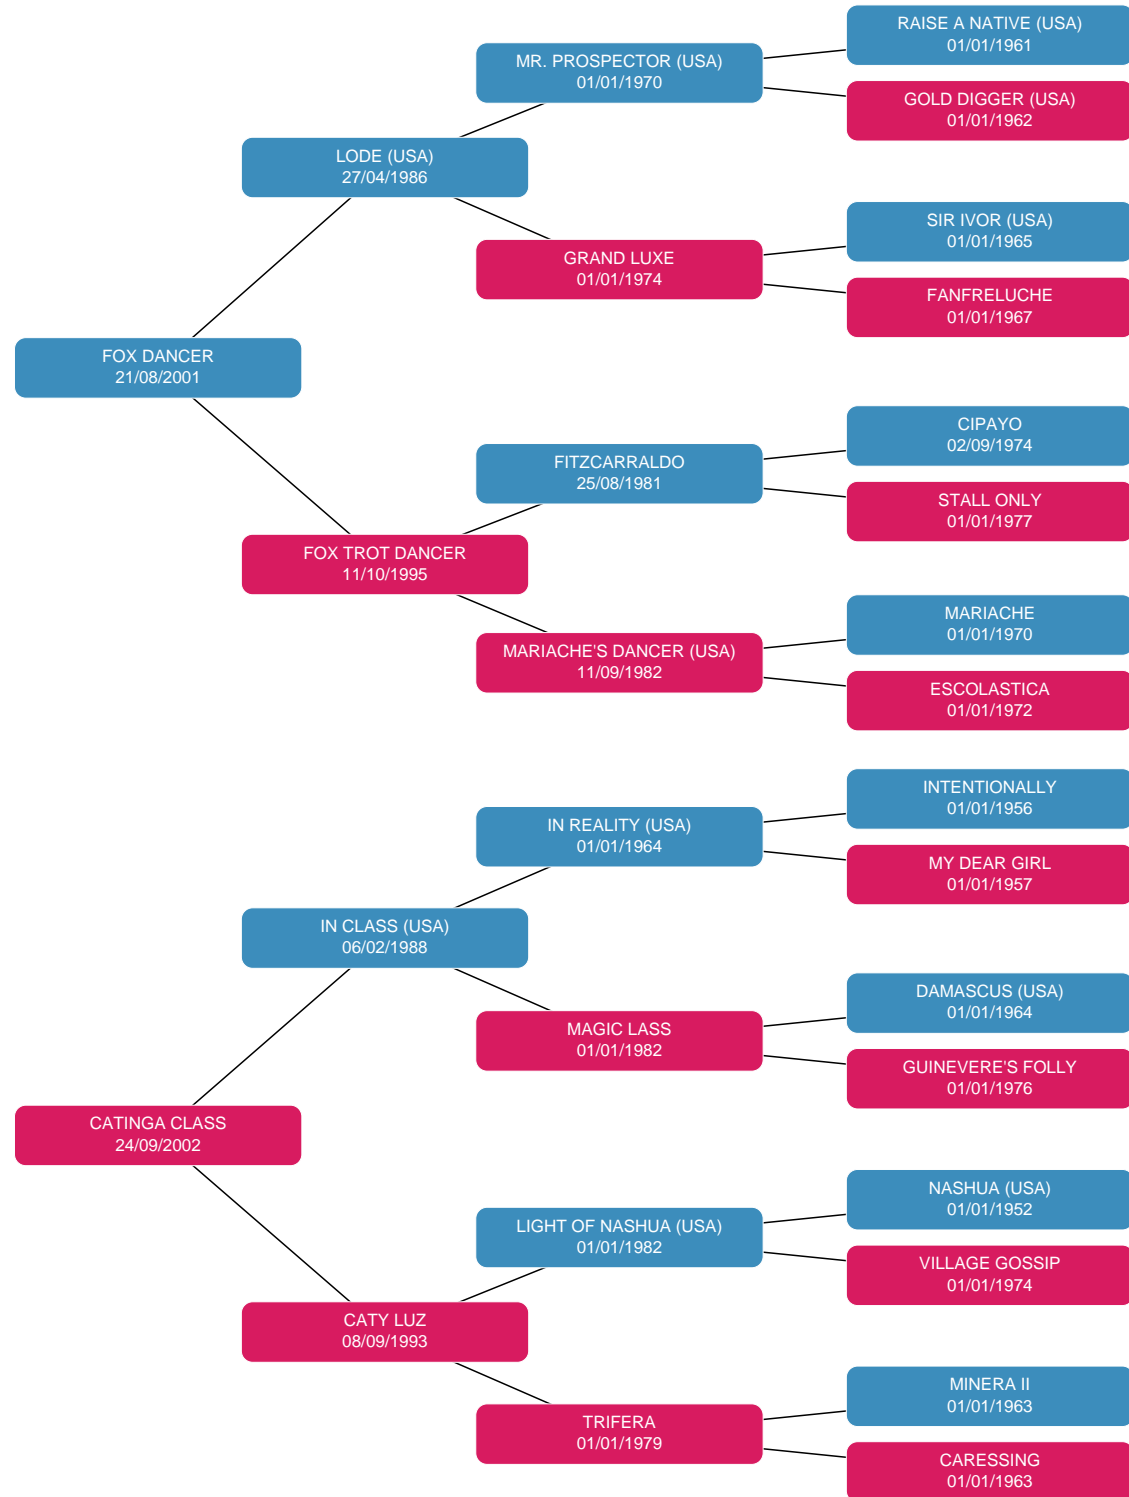 RAISE A NATIVE (USA)
01/01/1961
MR. PROSPECTOR (USA)
01/01/1970
GOLD DIGGER (USA)
01/01/1962
LODE (USA)
27/04/1986
SIR IVOR (USA)
01/01/1965
GRAND LUXE
01/01/1974
FANFRELUCHE
01/01/1967
FOX DANCER
21/08/2001
CIPAYO
02/09/1974
FITZCARRALDO
25/08/1981
STALL ONLY
01/01/1977
FOX TROT DANCER
11/10/1995
MARIACHE
01/01/1970
MARIACHE'S DANCER (USA)
11/09/1982
ESCOLASTICA
01/01/1972
INTENTIONALLY
01/01/1956
IN REALITY (USA)
01/01/1964
MY DEAR GIRL
01/01/1957
IN CLASS (USA)
06/02/1988
DAMASCUS (USA)
01/01/1964
MAGIC LASS
01/01/1982
GUINEVERE'S FOLLY
01/01/1976
CATINGA CLASS
24/09/2002
NASHUA (USA)
01/01/1952
LIGHT OF NASHUA (USA)
01/01/1982
VILLAGE GOSSIP
01/01/1974
CATY LUZ
08/09/1993
MINERA II
01/01/1963
TRIFERA
01/01/1979
CARESSING
01/01/1963